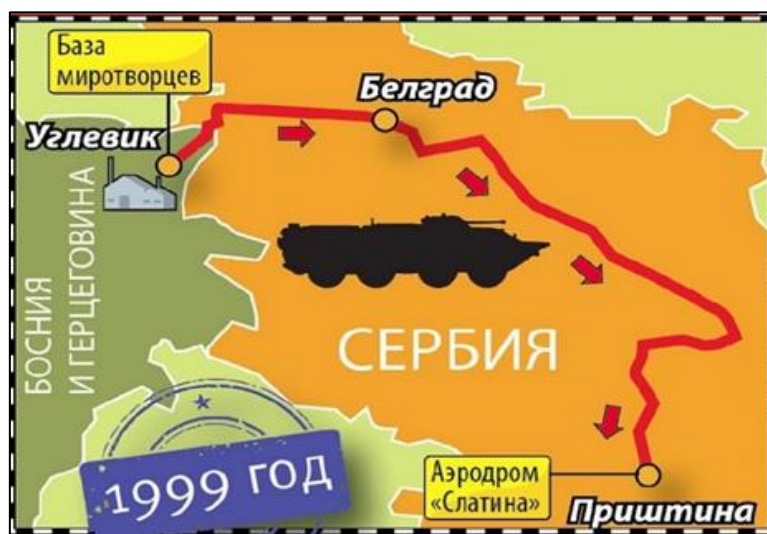 База
миротворцев
Белград
Углевик
БОСНИЯ
И ГЕРЦЕГОВИНА
СЕРБИЯ
1999 ГОД
Аэродром
«Слатина»
Приштина